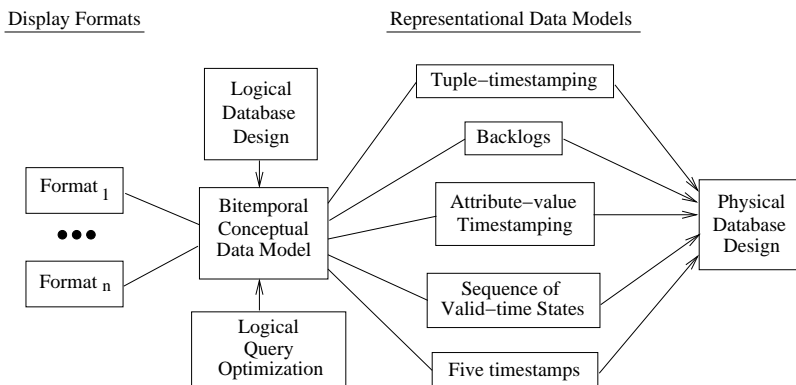 Display Formats
Representational Data Models
Logical
Database
Design
Tuple−timestamping
Backlogs
Format 1
Format n
Bitemporal
Conceptual
Data Model
Attribute−value
Timestamping
Physical
Database
Design
Sequence of
Valid−time States
Logical
Query
Optimization
Five timestamps